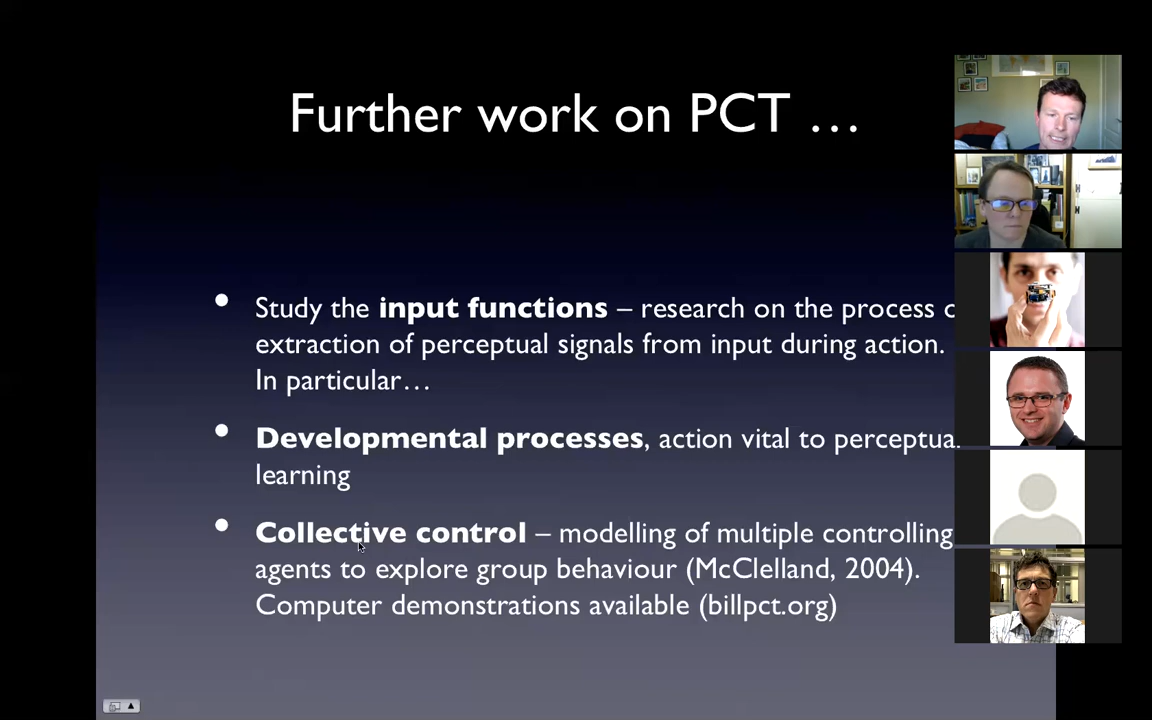 Further work on PCT …
• Study the input functions – research on the process
extraction of perceptual signals from input during action.
In particular…
• Developmental processes, action vital to perceptual
learning
• Collective control – modelling of multiple controlling
agents to explore group behaviour (McClelland, 2004).
Computer demonstrations available (billpct.org)